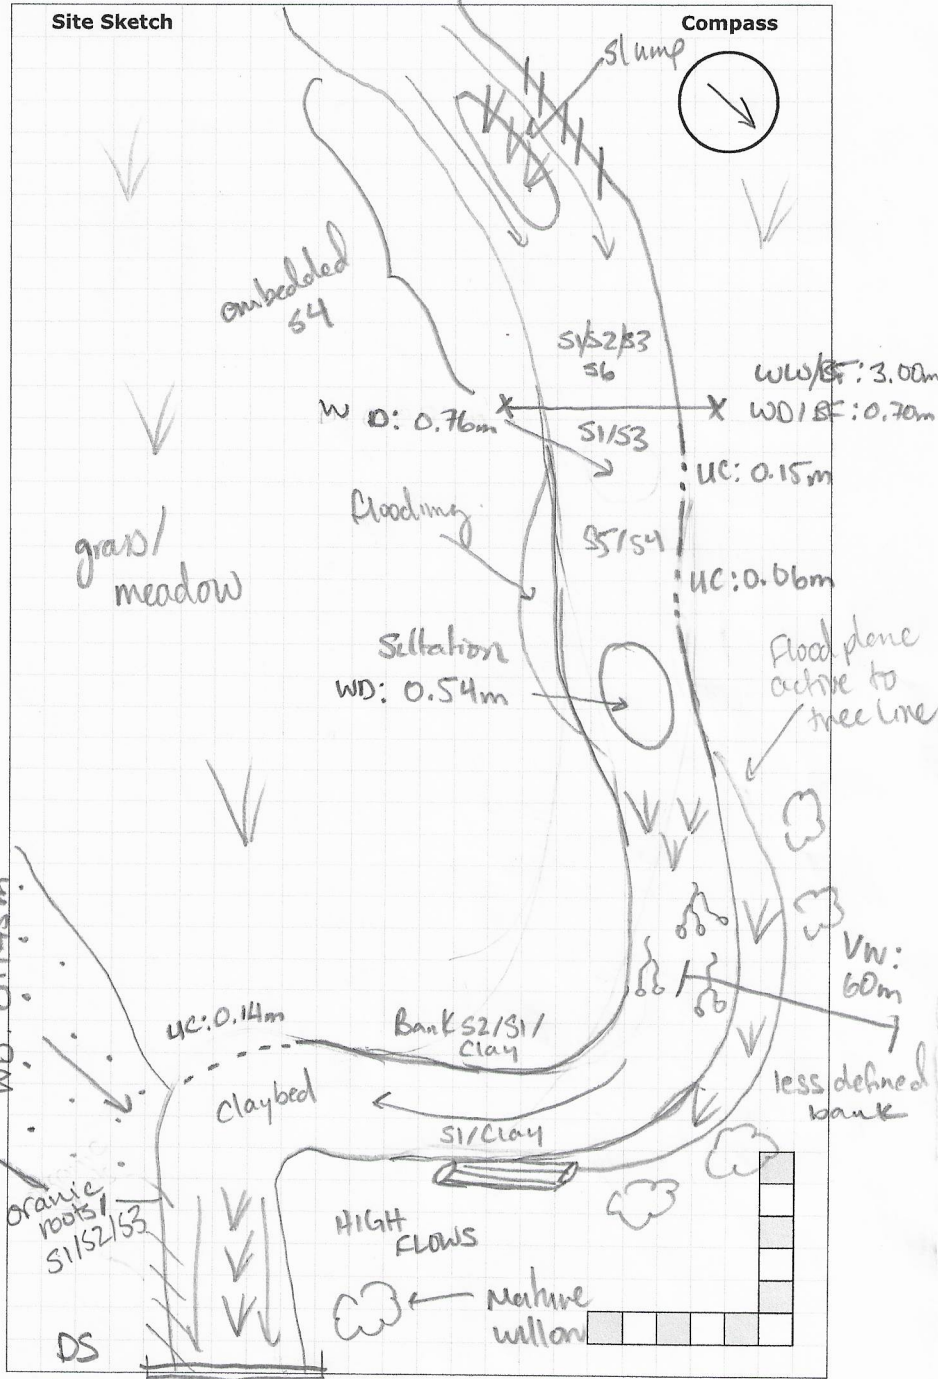 Site Sketch
Compass
slump
embedded
S4
S1/S2/S3
S6
WW/BF: 3.00m
WD/BF: 0.70m
W D: 0.76m
S1/S3
UC: 0.15m
Flooding
S5/S4
grass/
meadow
UC: 0.06m
Siltation
WD: 0.54m
Flood plane
active to
tree line
VW:
60m
UC: 0.14m
Bank S2/S1/
Clay
Claybed
less defined
bank
S1/Clay
oranic
roots/
S1/S2/S3
HIGH
FLOWS
Mature
willow
DS